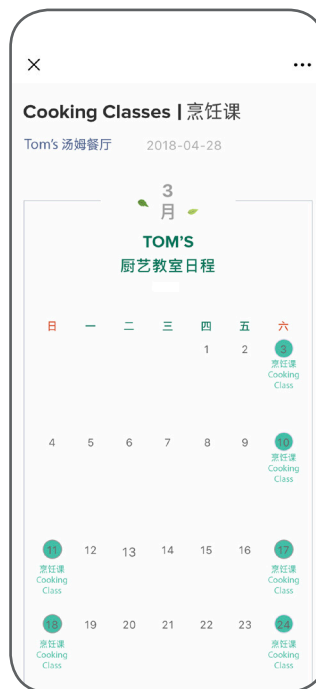 Cooking Classes | 烹饪课
Tom's 汤姆餐厅 2018-04-28
3
月
TOM'S
厨艺教室日程
日 一 二 三 四 五 六
1 2 3
烹饪课
Cooking
Class
4 5 6 7 8 9 10
烹饪课
Cooking
Class
11 12 13 14 15 16 17
烹饪课 烹饪课
Cooking Cooking
Class Class
18 19 20 21 22 23 24
烹饪课 烹饪课
Cooking Cooking
Class Class